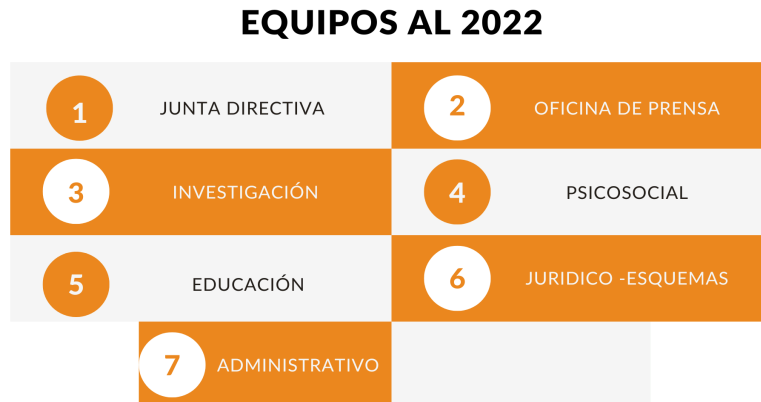 EQUIPOS AL 2022
1 JUNTA DIRECTIVA
2 OFICINA DE PRENSA
3 INVESTIGACIÓN
4 PSICOSOCIAL
5 EDUCACIÓN
6 JURIDICO -ESQUEMAS
7 ADMINISTRATIVO